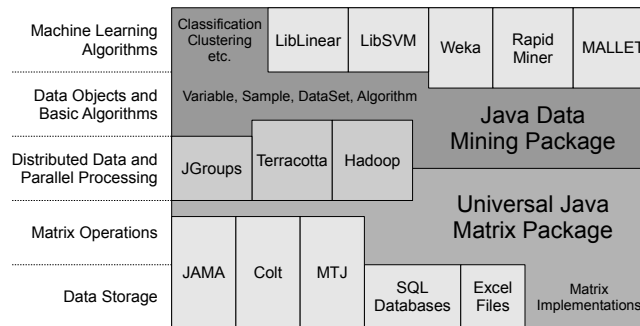 Machine Learning
Algorithms
Classification
Clustering
etc.
LibLinear
LibSVM
Weka
Rapid
Miner
MALLET
Data Objects and
Basic Algorithms
Variable, Sample, DataSet, Algorithm
Java Data
Mining Package
Distributed Data and
Parallel Processing
JGroups
Terracotta
Hadoop
Universal Java
Matrix Package
Matrix Operations
JAMA
Colt
MTJ
Data Storage
SQL
Databases
Excel
Files
Matrix
Implementations